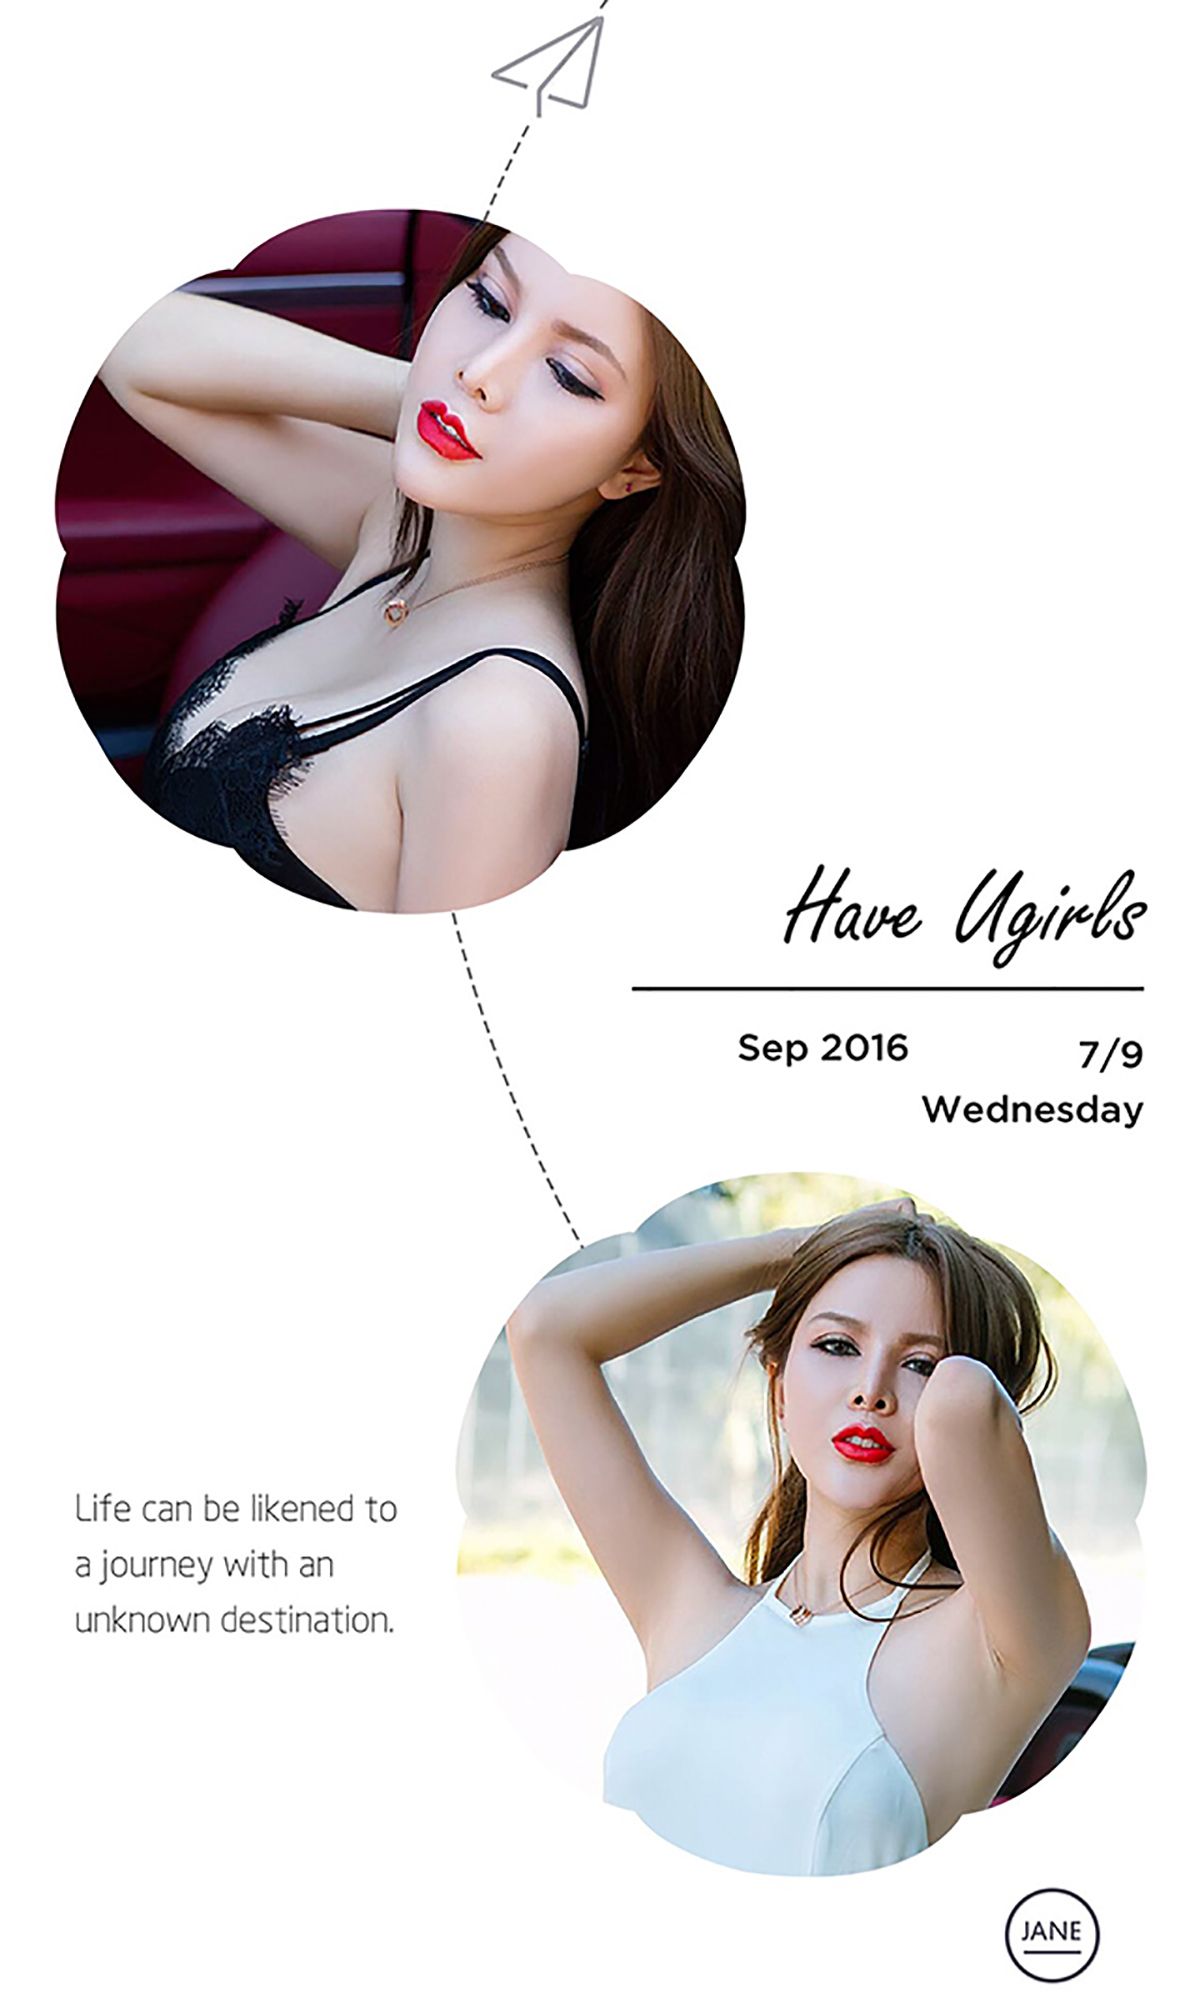 Have Ugirls
Sep 2016 7/9
Wednesday
Life can be likened to
a journey with an
unknown destination.
JANE